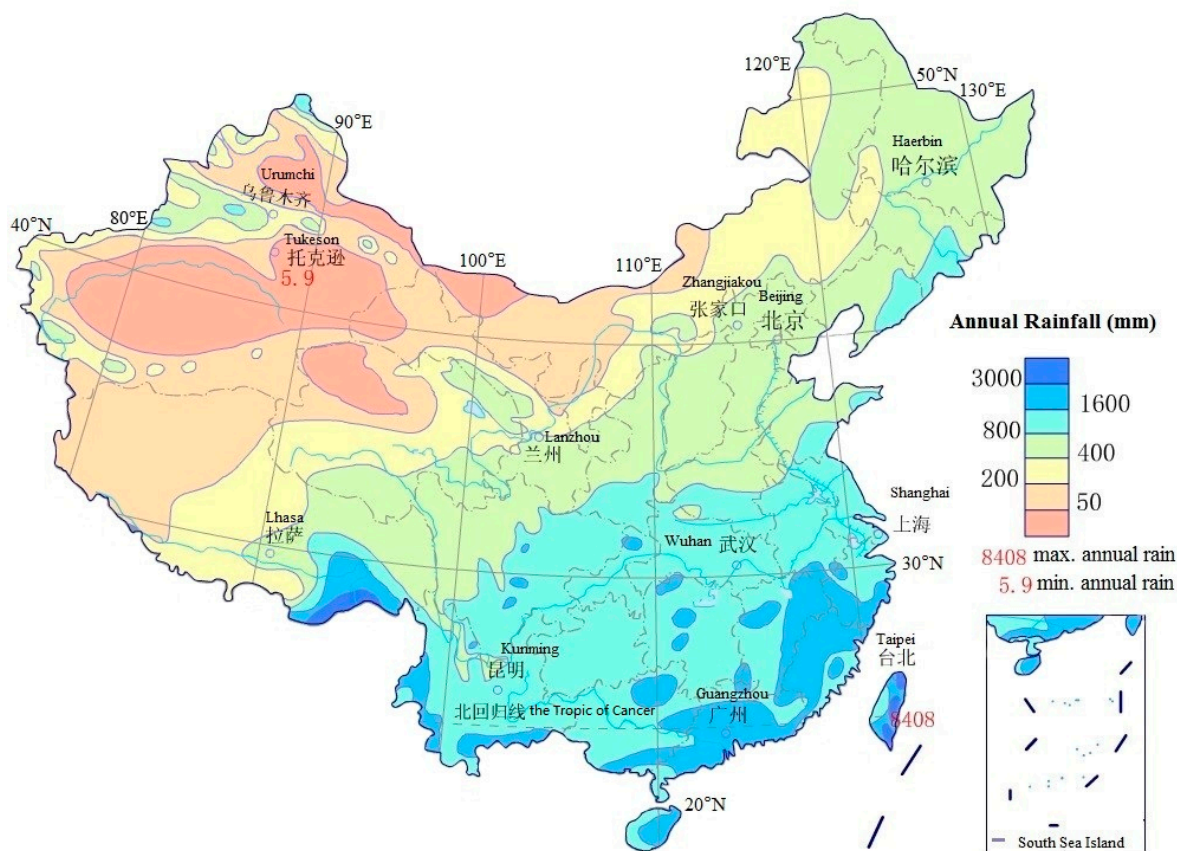 120°E
50°N
130°E
90°E
Haerbin
哈尔滨
Urumchi
乌鲁木齐
80°E
40°N
Tukeson
托克逊
5.9
100°E
110°E
Zhangjiakou
张家口
Beijing
北京
Annual Rainfall (mm)
3000
1600
800
400
200
50
8408 max. annual rain
5.9 min. annual rain
Lanzhou
兰州
Shanghai
上海
Lhasa
拉萨
Wuhan 武汉
30°N
Taipei
台北
Kunming
昆明
Guangzhou
广州
北回归线 the Tropic of Cancer
8408
20°N
South Sea Island